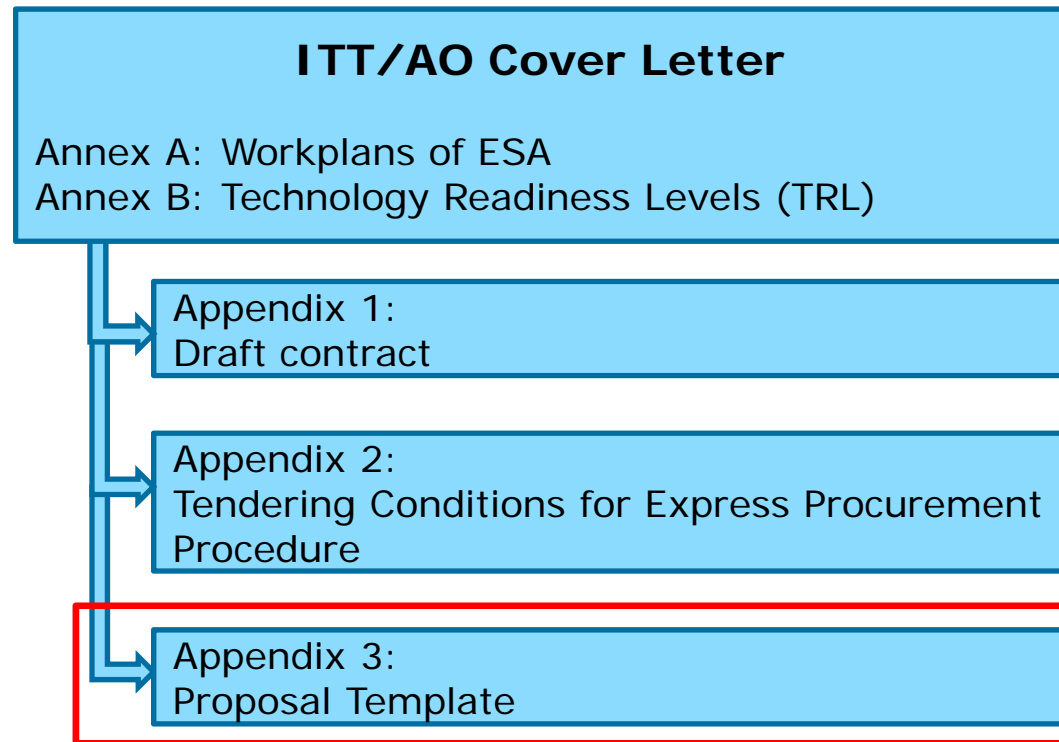 ITT/AO Cover Letter
Annex A: Workplans of ESA
Annex B: Technology Readiness Levels (TRL)
Appendix 1:
Draft contract
Appendix 2:
Tendering Conditions for Express Procurement
Procedure
Appendix 3:
Proposal Template